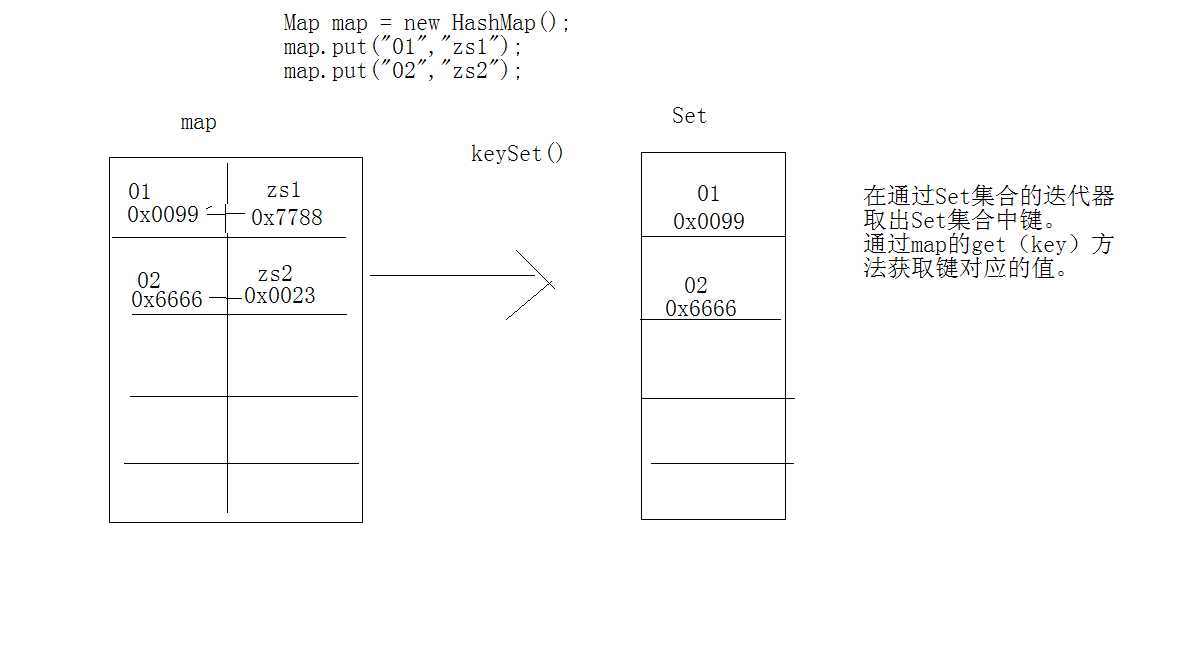 Map map = new HashMap();
map.put("01","zs1");
map.put("02","zs2");
map
Set
keySet()
01 zs1
0x0099 0x7788
02 zs2
0x6666 0x0023
01
0x0099
02
0x6666
在通过Set集合的迭代器
取出Set集合中键。
通过map的get（key）方
法获取键对应的值。